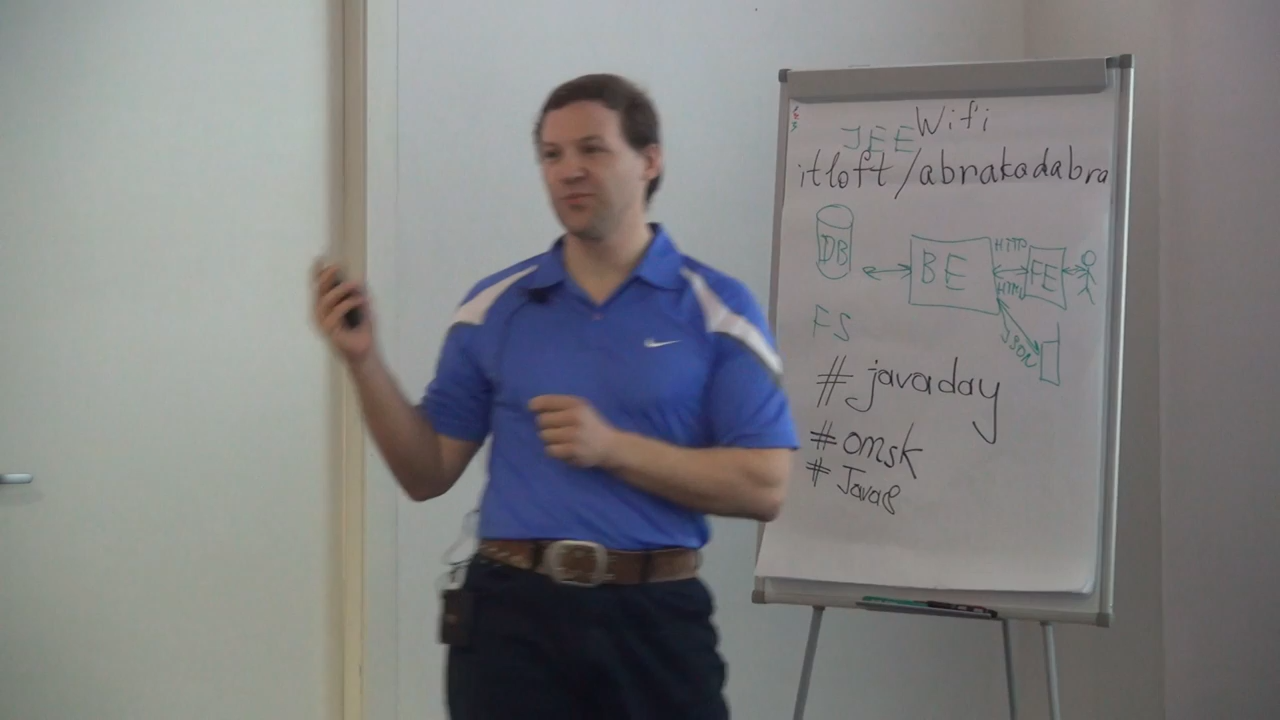 Wifi
JEE
itloft/abrakadabra
DB
BE
HTTP
HTML
FE
FS
JSON
#javaday
#omsk
#Java8